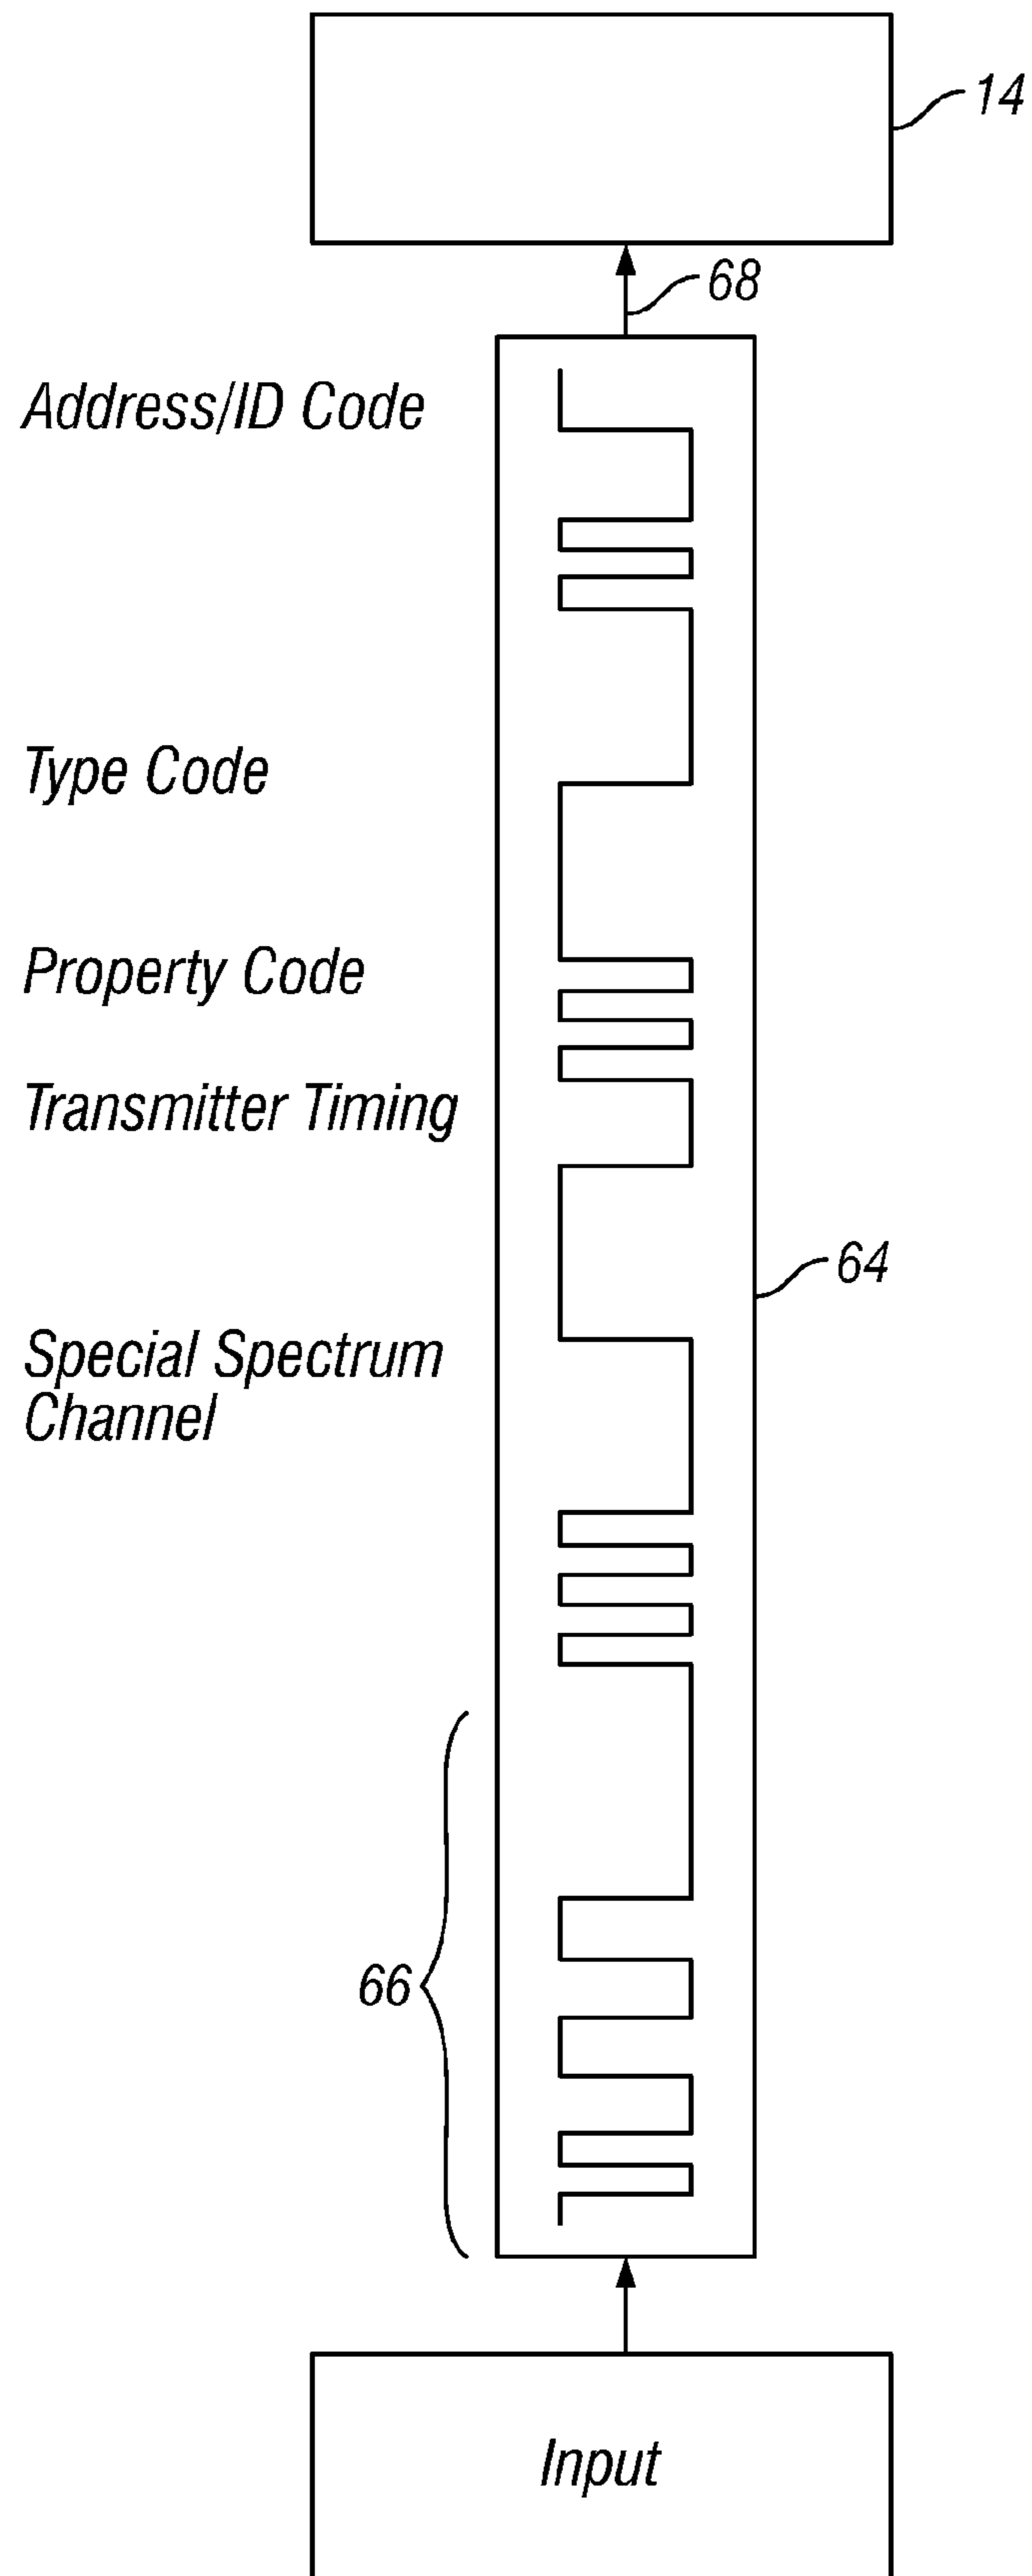 14
68
Address/ID Code
Type Code
Property Code
Transmitter Timing
64
Special Spectrum
Channel
66
Input